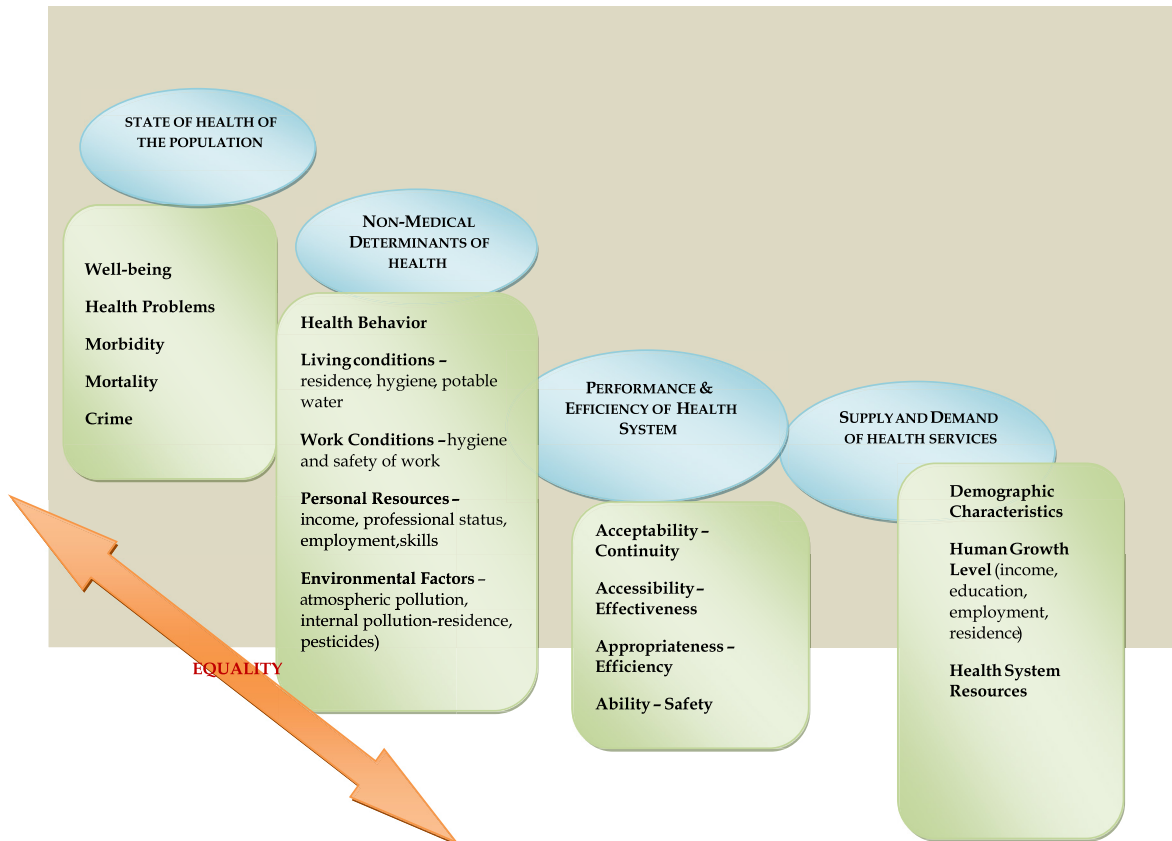 STATE OF HEALTH OF
THE POPULATION
Well-being
Health Problems
Morbidity
Mortality
Crime
NON-MEDICAL
DETERMINANTS OF
HEALTH
Health Behavior
Living conditions –
residence, hygiene, potable
water
Work Conditions – hygiene
and safety of work
Personal Resources –
income, professional status,
employment, skills
Environmental Factors –
atmospheric pollution,
internal pollution-residence,
pesticides)
PERFORMANCE &
EFFICIENCY OF HEALTH
SYSTEM
Acceptability –
Continuity
Accessibility –
Effectiveness
Appropriateness –
Efficiency
Ability – Safety
SUPPLY AND DEMAND
OF HEALTH SERVICES
Demographic
Characteristics
Human Growth
Level (income,
education,
employment,
residence)
Health System
Resources
EQUALITY